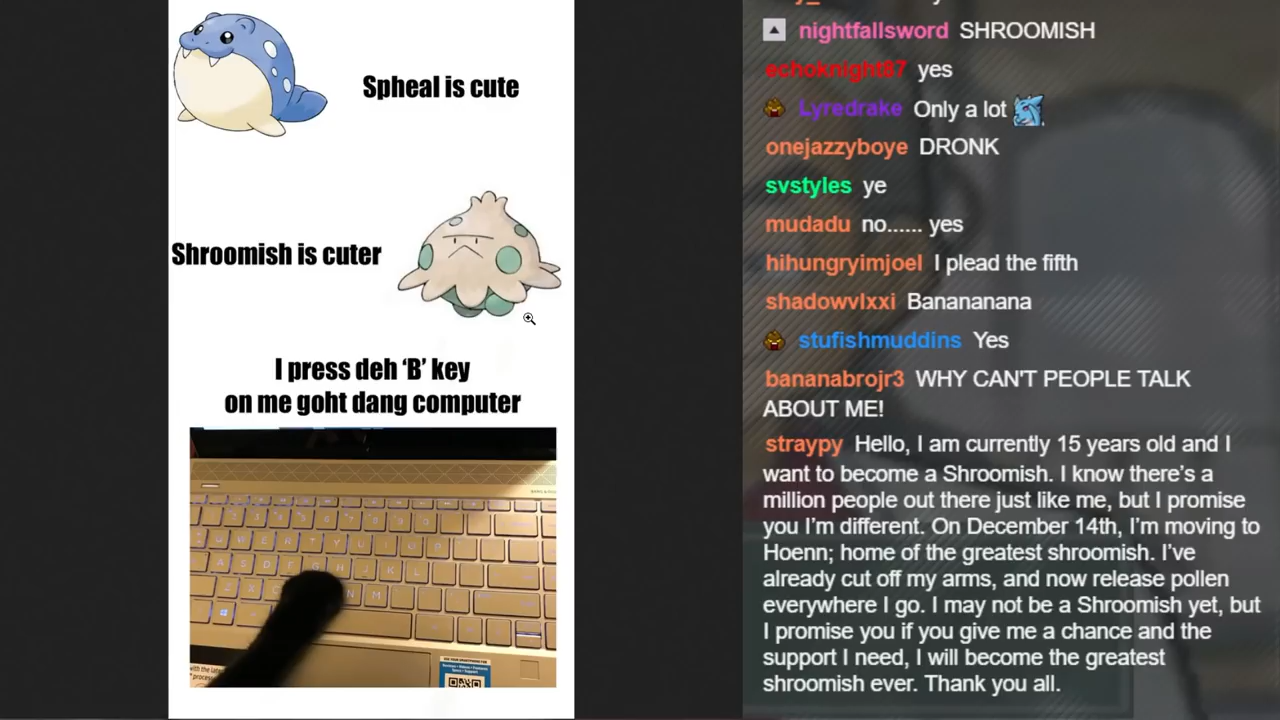 Spheal is cute
Shroomish is cuter
I press deh ‘B’ key
on me goht dang computer
nightfallsword SHROOMISH
echoknight87 yes
Lyredrake Only a lot
onejazzyboye DRONK
svstyles ye
mudadu no...... yes
hihungryimjoel I plead the fifth
shadowvlxxi Banananana
stufishmuddins Yes
bananabrojr3 WHY CAN'T PEOPLE TALK
ABOUT ME!
straypy Hello, I am currently 15 years old and I
want to become a Shroomish. I know there’s a
million people out there just like me, but I promise
you I’m different. On December 14th, I’m moving to
Hoenn; home of the greatest shroomish. I’ve
already cut off my arms, and now release pollen
everywhere I go. I may not be a Shroomish yet, but
I promise you if you give me a chance and the
support I need, I will become the greatest
shroomish ever. Thank you all.